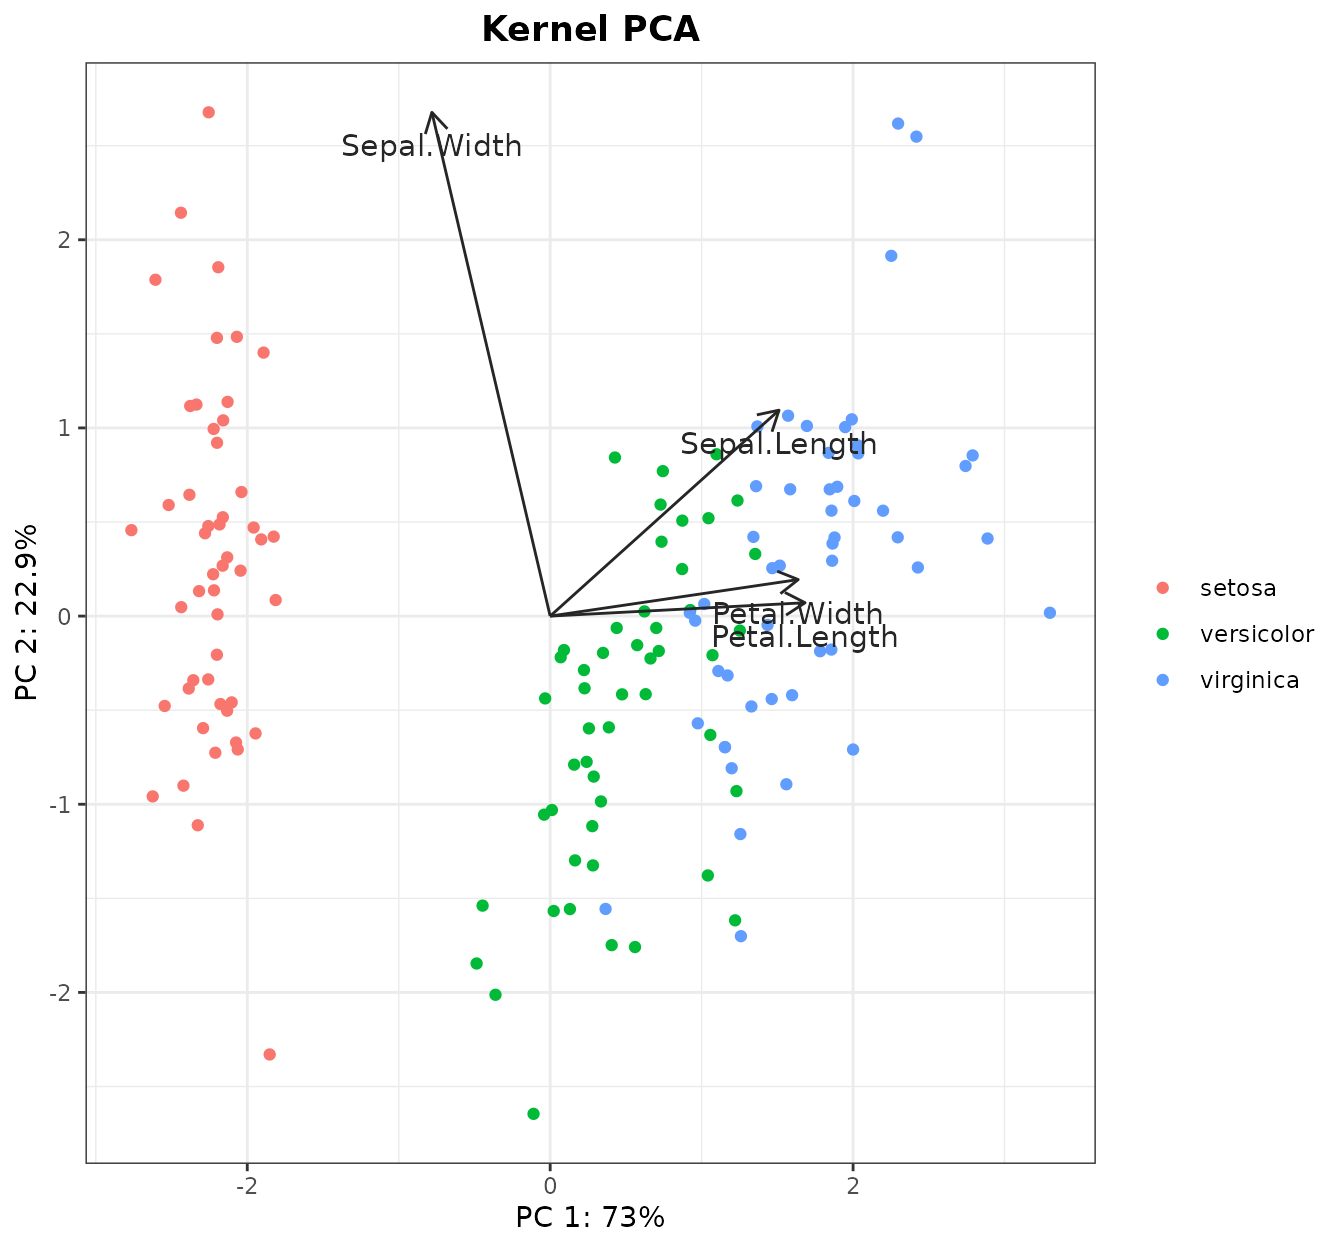 Kernel PCA
PC 2: 22.9%
2
1
0
-1
-2
Sepal.Width
Sepal.Length
Petal.Width
Petal.Length
setosa
versicolor
virginica
-2
0
2
PC 1: 73%